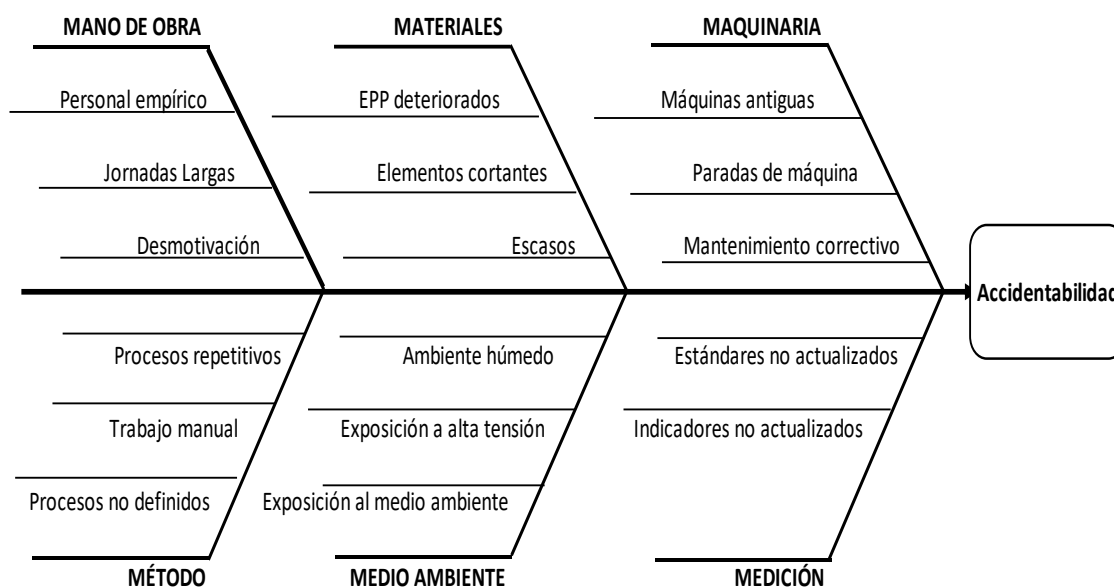 MANO DE OBRA
MATERIALES
MAQUINARIA
Personal empírico
EPP deteriorados
Máquinas antiguas
Jornadas Largas
Elementos cortantes
Paradas de máquina
Desmotivación
Escasos
Mantenimiento correctivo
Accidentabilidad
Procesos repetitivos
Ambiente húmedo
Estándares no actualizados
Trabajo manual
Exposición a alta tensión
Indicadores no actualizados
Procesos no definidos
Exposición al medio ambiente
MÉTODO
MEDIO AMBIENTE
MEDICIÓN